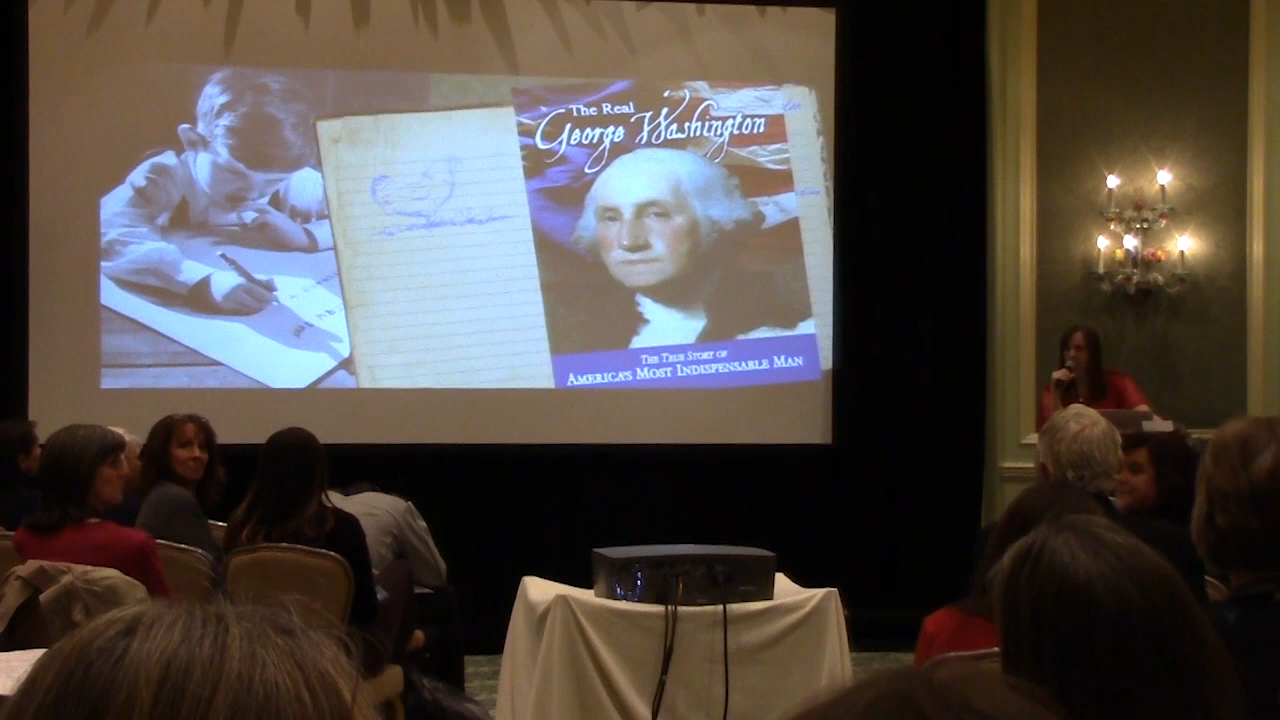 The Real
George Washington
THE TRUE STORY OF
AMERICA'S MOST INDISPENSABLE MAN